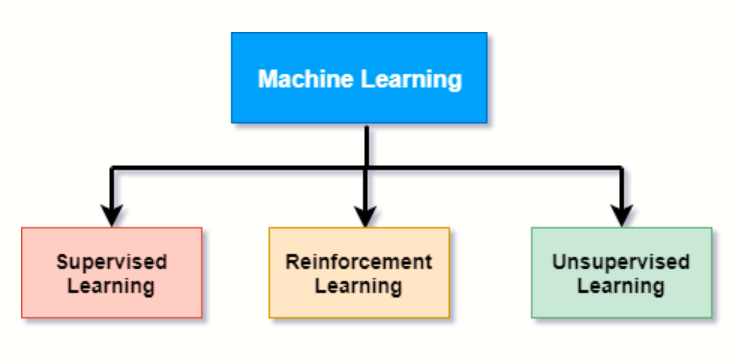 Machine Learning
Supervised
Learning
Reinforcement
Learning
Unsupervised
Learning